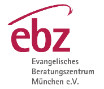 ebz
Evangelisches
Beratungszentrum
München e.V.